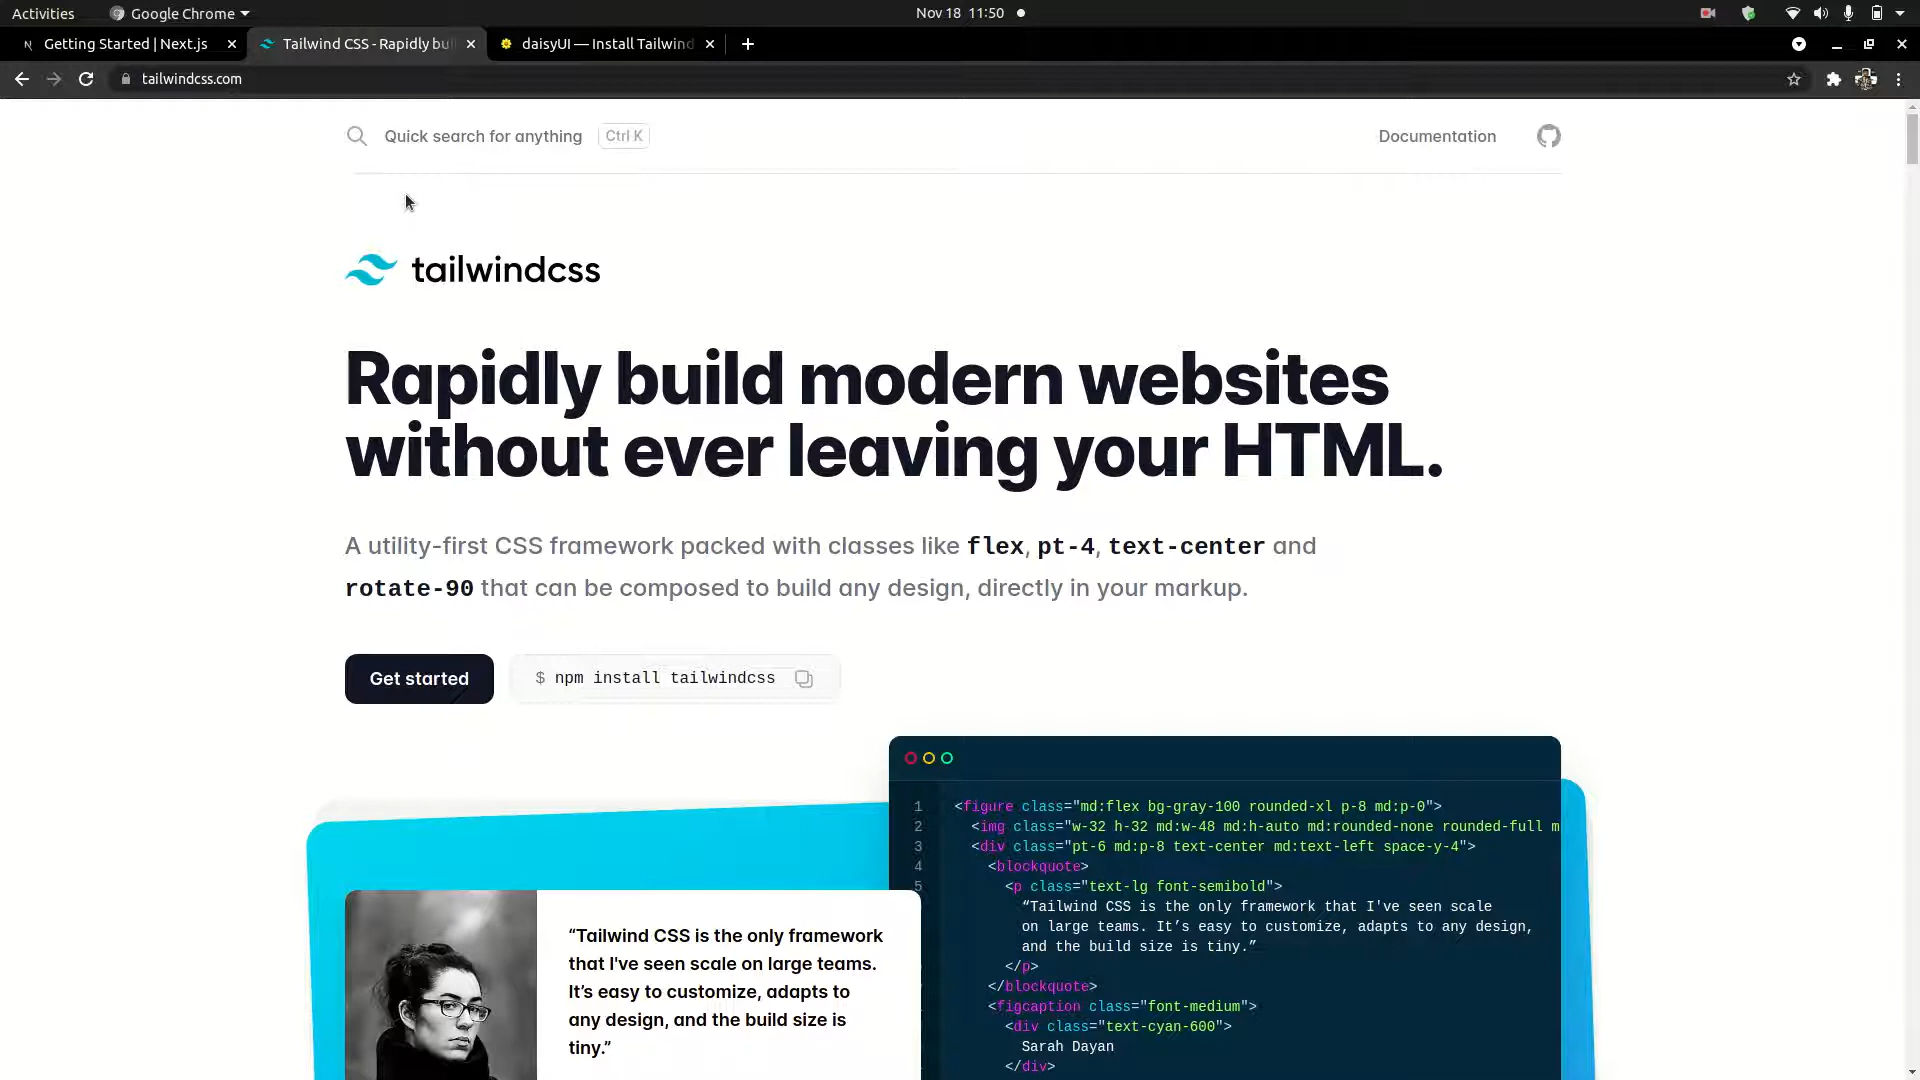 Activities
Google Chrome
Nov 18 11:50
Getting Started | Next.js
Tailwind CSS - Rapidly bui
daisyUI — Install Tailwind
tailwindcss.com
Quick search for anything
Ctrl K
Documentation
tailwindcss
Rapidly build modern websites
without ever leaving your HTML.
A utility-first CSS framework packed with classes like flex, pt-4, text-center and
rotate-90 that can be composed to build any design, directly in your markup.
Get started
$ npm install tailwindcss
“Tailwind CSS is the only framework
that I've seen scale on large teams.
It’s easy to customize, adapts to
any design, and the build size is
tiny.”
1 <figure class="md:flex bg-gray-100 rounded-xl p-8 md:p-0">
2 <img class="w-32 h-32 md:w-48 md:h-auto md:rounded-none rounded-full m
3 <div class="pt-6 md:p-8 text-center md:text-left space-y-4">
4 <blockquote>
5 <p class="text-lg font-semibold">
“Tailwind CSS is the only framework that I've seen scale
on large teams. It’s easy to customize, adapts to any design,
and the build size is tiny.”
</p>
</blockquote>
<figcaption class="font-medium">
<div class="text-cyan-600">
Sarah Dayan
</div>